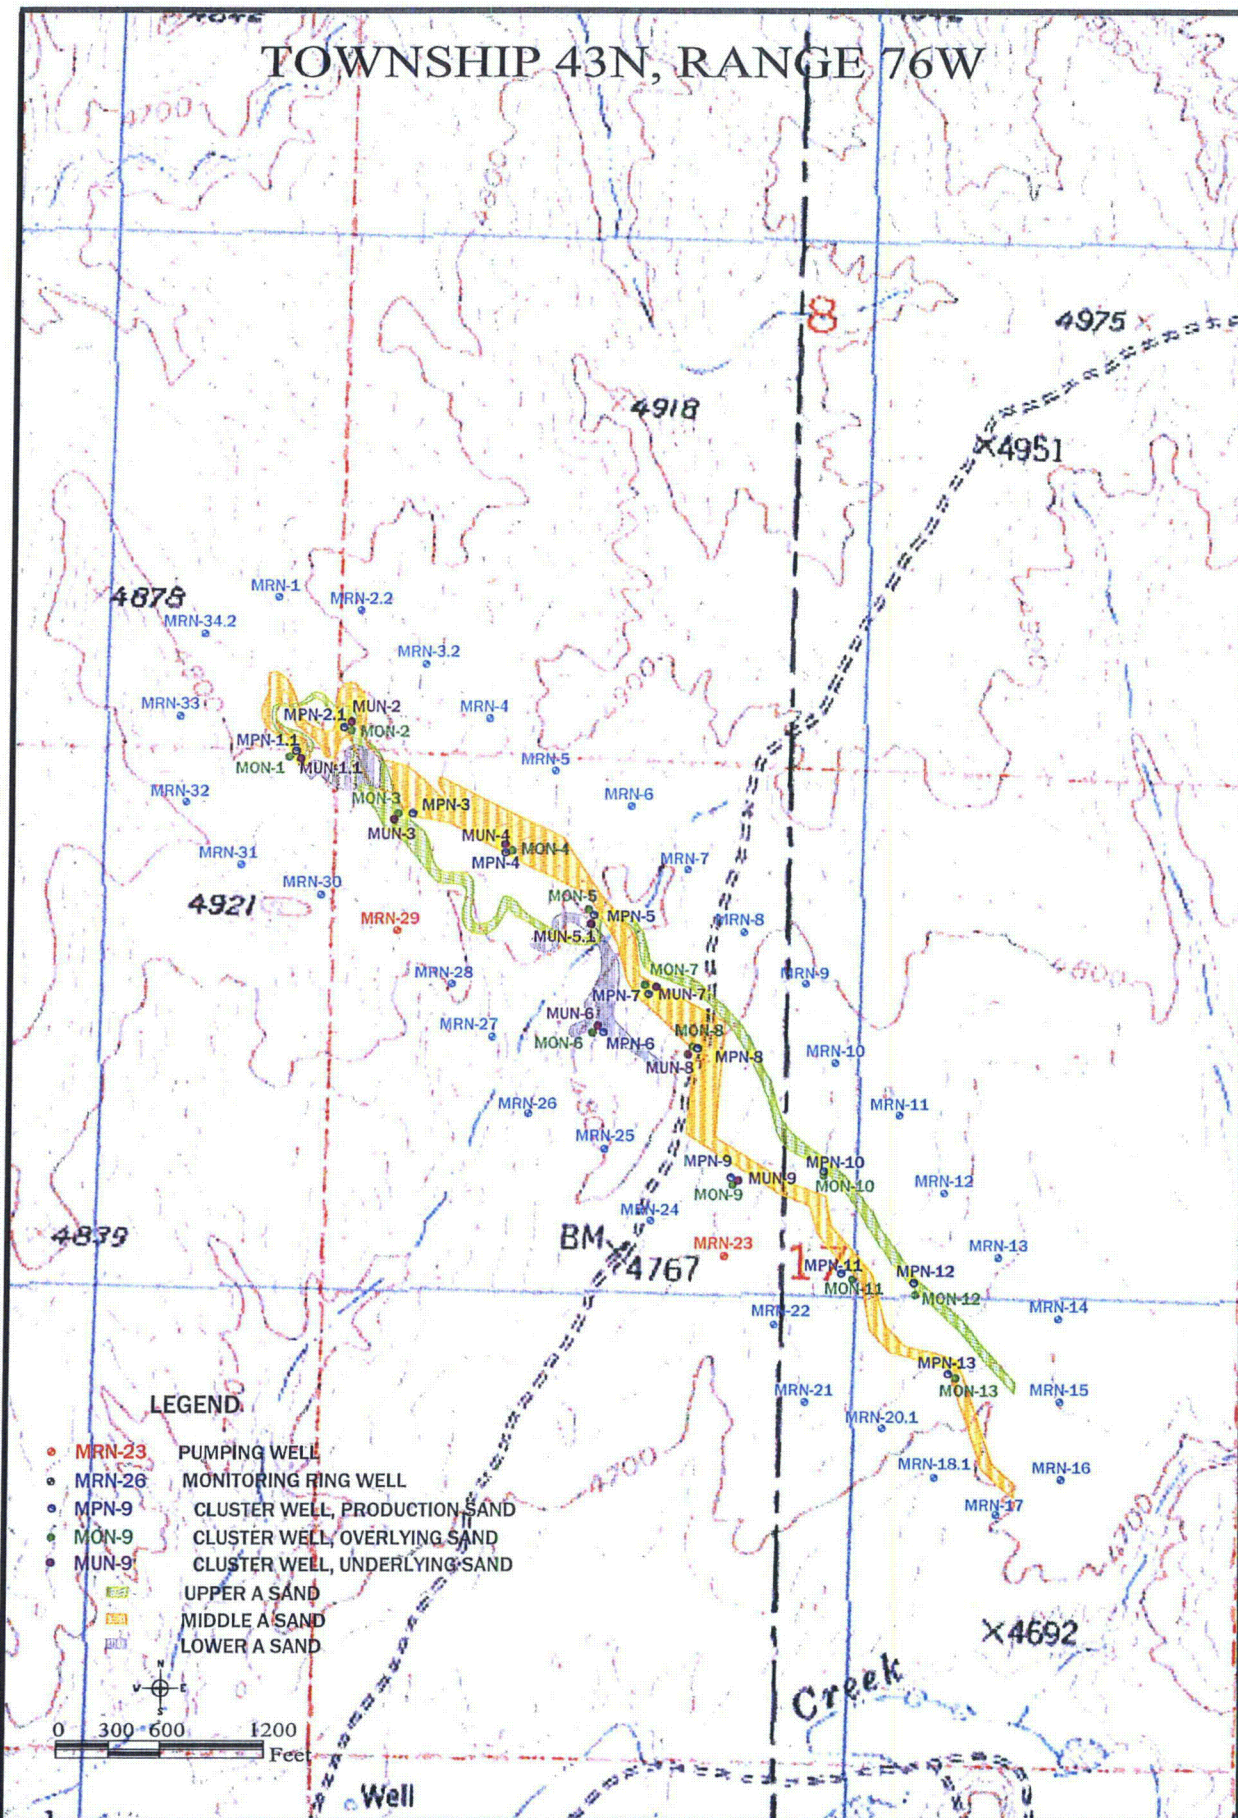 TOWNSHIP 43N, RANGE 76W
8
4975
4918
×4951
MRN-1
4878
MRN-2.2
MRN-34.2
MRN-3.2
4900
MRN-33
MUN-2
MPN-2.1
MRN-4
MON-2
MPN-1.1
MON-1
MUN-1.1
MRN-5
MRN-32
MRN-6
MON-3
MPN-3
MUN-3
MUN-4
MRN-31
MPN-4
MON-4
MRN-7
MRN-30
4921
MON-5
MRN-29
MPN-5
MRN-8
MUN-5.1
MRN-28
MON-7
MRN-9
4800
MPN-7
MUN-7
MUN-6
MRN-27
MON-6
MPN-6
MON-8
MPN-8
MUN-8
MRN-10
MRN-26
MRN-11
MRN-25
MPN-9
MPN-10
MUN-9
MON-10
MRN-12
MON-9
MRN-24
4839
BM
4767
MRN-23
17
MPN-11
MON-11
MRN-13
MPN-12
MON-12
MRN-22
MRN-14
MPN-13
MON-13
MRN-21
MRN-15
MRN-20.1
MRN-18.1
MRN-16
4700
MRN-17
4700
LEGEND
MRN-23 PUMPING WELL
MRN-26 MONITORING RING WELL
MPN-9 CLUSTER WELL, PRODUCTION SAND
MON-9 CLUSTER WELL, OVERLYING SAND
MUN-9 CLUSTER WELL, UNDERLYING SAND
UPPER A SAND
MIDDLE A SAND
LOWER A SAND
×4692
N
W E
S
Creek
0 300 600 1200
Feet
Well